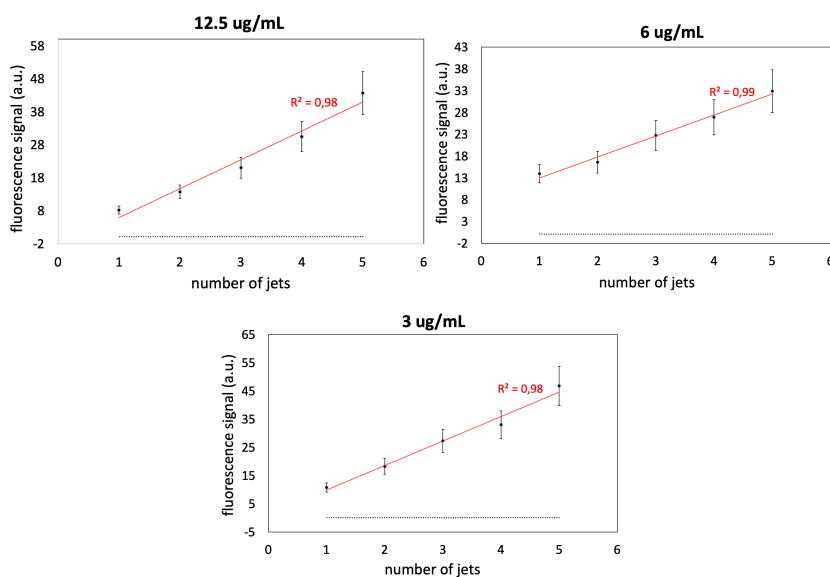 12.5 ug/mL
fluorescence signal (a.u.)
58
48
38
28
18
8
-2
R² = 0,98
0 1 2 3 4 5 6
number of jets
6 ug/mL
fluorescence signal (a.u.)
43
38
33
28
23
18
13
8
3
-2
R² = 0,99
0 1 2 3 4 5 6
number of jets
3 ug/mL
fluorescence signal (a.u.)
65
55
45
35
25
15
5
-5
R² = 0,98
0 1 2 3 4 5 6
number of jets